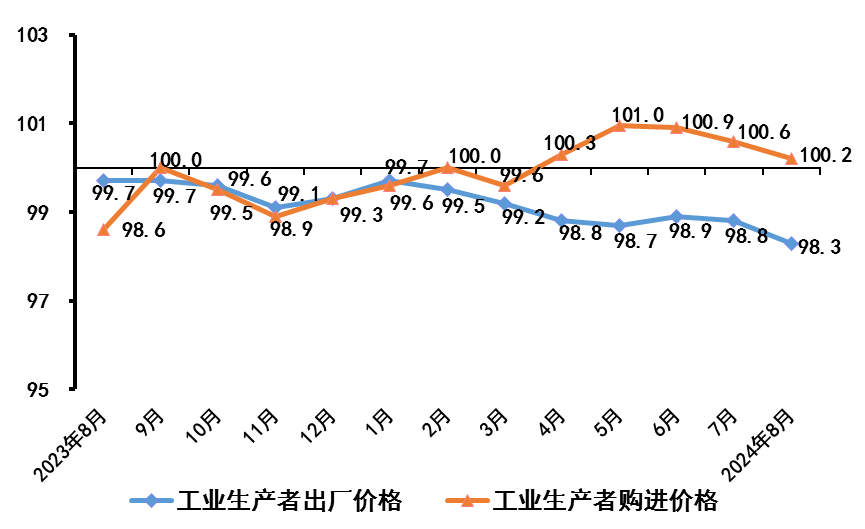 103
101
99
97
95
99.7
99.7
99.6
99.1
99.3
99.7
99.5
99.2
98.8
98.7
98.9
98.8
98.3
98.6
100.0
99.5
98.9
99.6
100.0
99.6
100.3
101.0
100.9
100.6
100.2
2023年8月
9月
10月
11月
12月
1月
2月
3月
4月
5月
6月
7月
2024年8月
工业生产者出厂价格
工业生产者购进价格